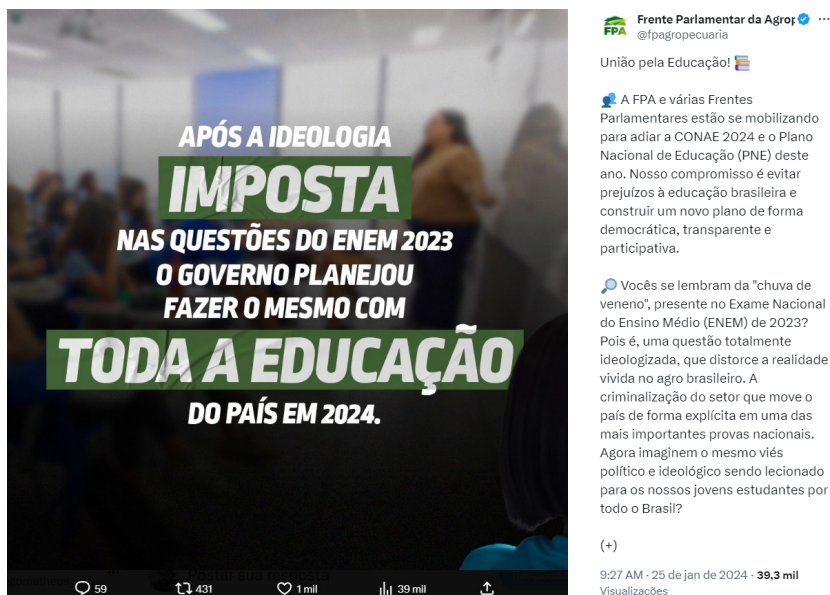 APÓS A IDEOLOGIA
IMPOSTA
NAS QUESTÕES DO ENEM 2023
O GOVERNO PLANEJOU
FAZER O MESMO COM
TODA A EDUCAÇÃO
DO PAÍS EM 2024.
Postar sua resposta
59 431 1 mil 39 mil
FPA
Frente Parlamentar da Agrop
@fpagropecuaria
União pela Educação! 📚
👥 A FPA e várias Frentes
Parlamentares estão se mobilizando
para adiar a CONAE 2024 e o Plano
Nacional de Educação (PNE) deste
ano. Nosso compromisso é evitar
prejuízos à educação brasileira e
construir um novo plano de forma
democrática, transparente e
participativa.
🔎 Vocês se lembram da "chuva de
veneno", presente no Exame Nacional
do Ensino Médio (ENEM) de 2023?
Pois é, uma questão totalmente
ideologizada, que distorce a realidade
vivida no agro brasileiro. A
criminalização do setor que move o
país de forma explícita em uma das
mais importantes provas nacionais.
Agora imaginem o mesmo viés
político e ideológico sendo lecionado
para os nossos jovens estudantes por
todo o Brasil?
(+)
9:27 AM · 25 de jan de 2024 · 39,3 mil
Visualizações